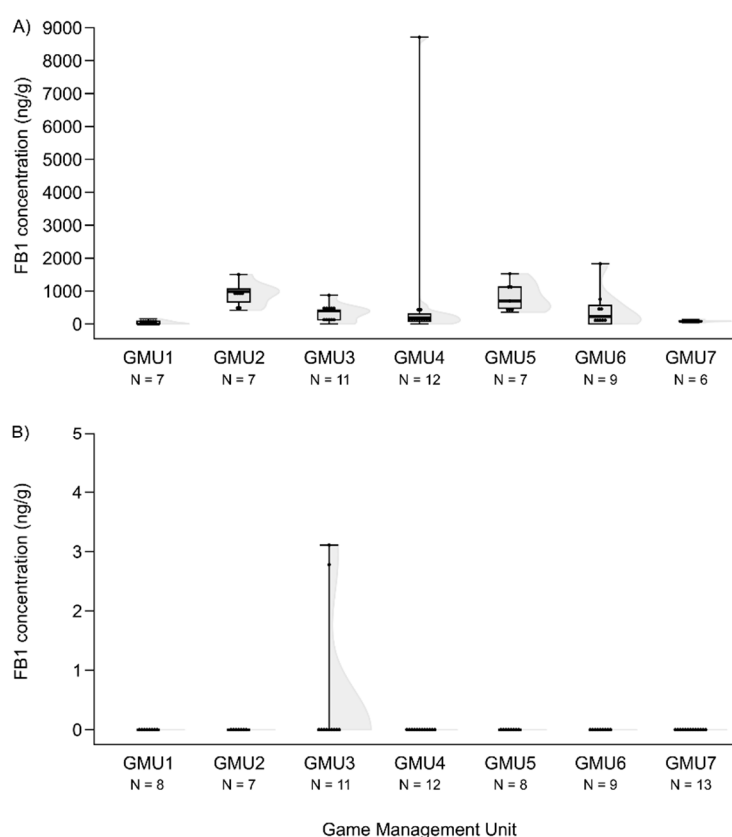 A)
FB1 concentration (ng/g)
9000
8000
7000
6000
5000
4000
3000
2000
1000
0
GMU1 GMU2 GMU3 GMU4 GMU5 GMU6 GMU7
N = 7 N = 7 N = 11 N = 12 N = 7 N = 9 N = 6
B)
FB1 concentration (ng/g)
5
4
3
2
1
0
GMU1 GMU2 GMU3 GMU4 GMU5 GMU6 GMU7
N = 8 N = 7 N = 11 N = 12 N = 8 N = 9 N = 13
Game Management Unit